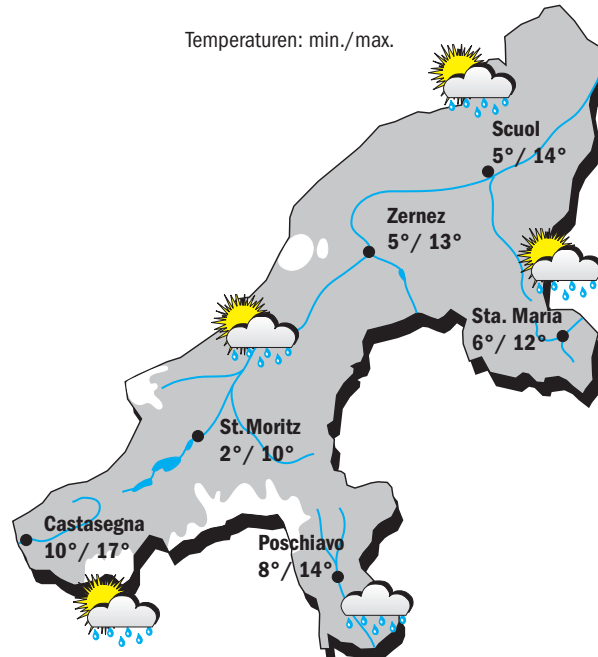 Temperaturen: min./max.
Scuol
5°/ 14°
Zernez
5°/ 13°
Sta. Maria
6°/ 12°
St. Moritz
2°/ 10°
Castasegna
10°/ 17°
Poschiavo
8°/ 14°